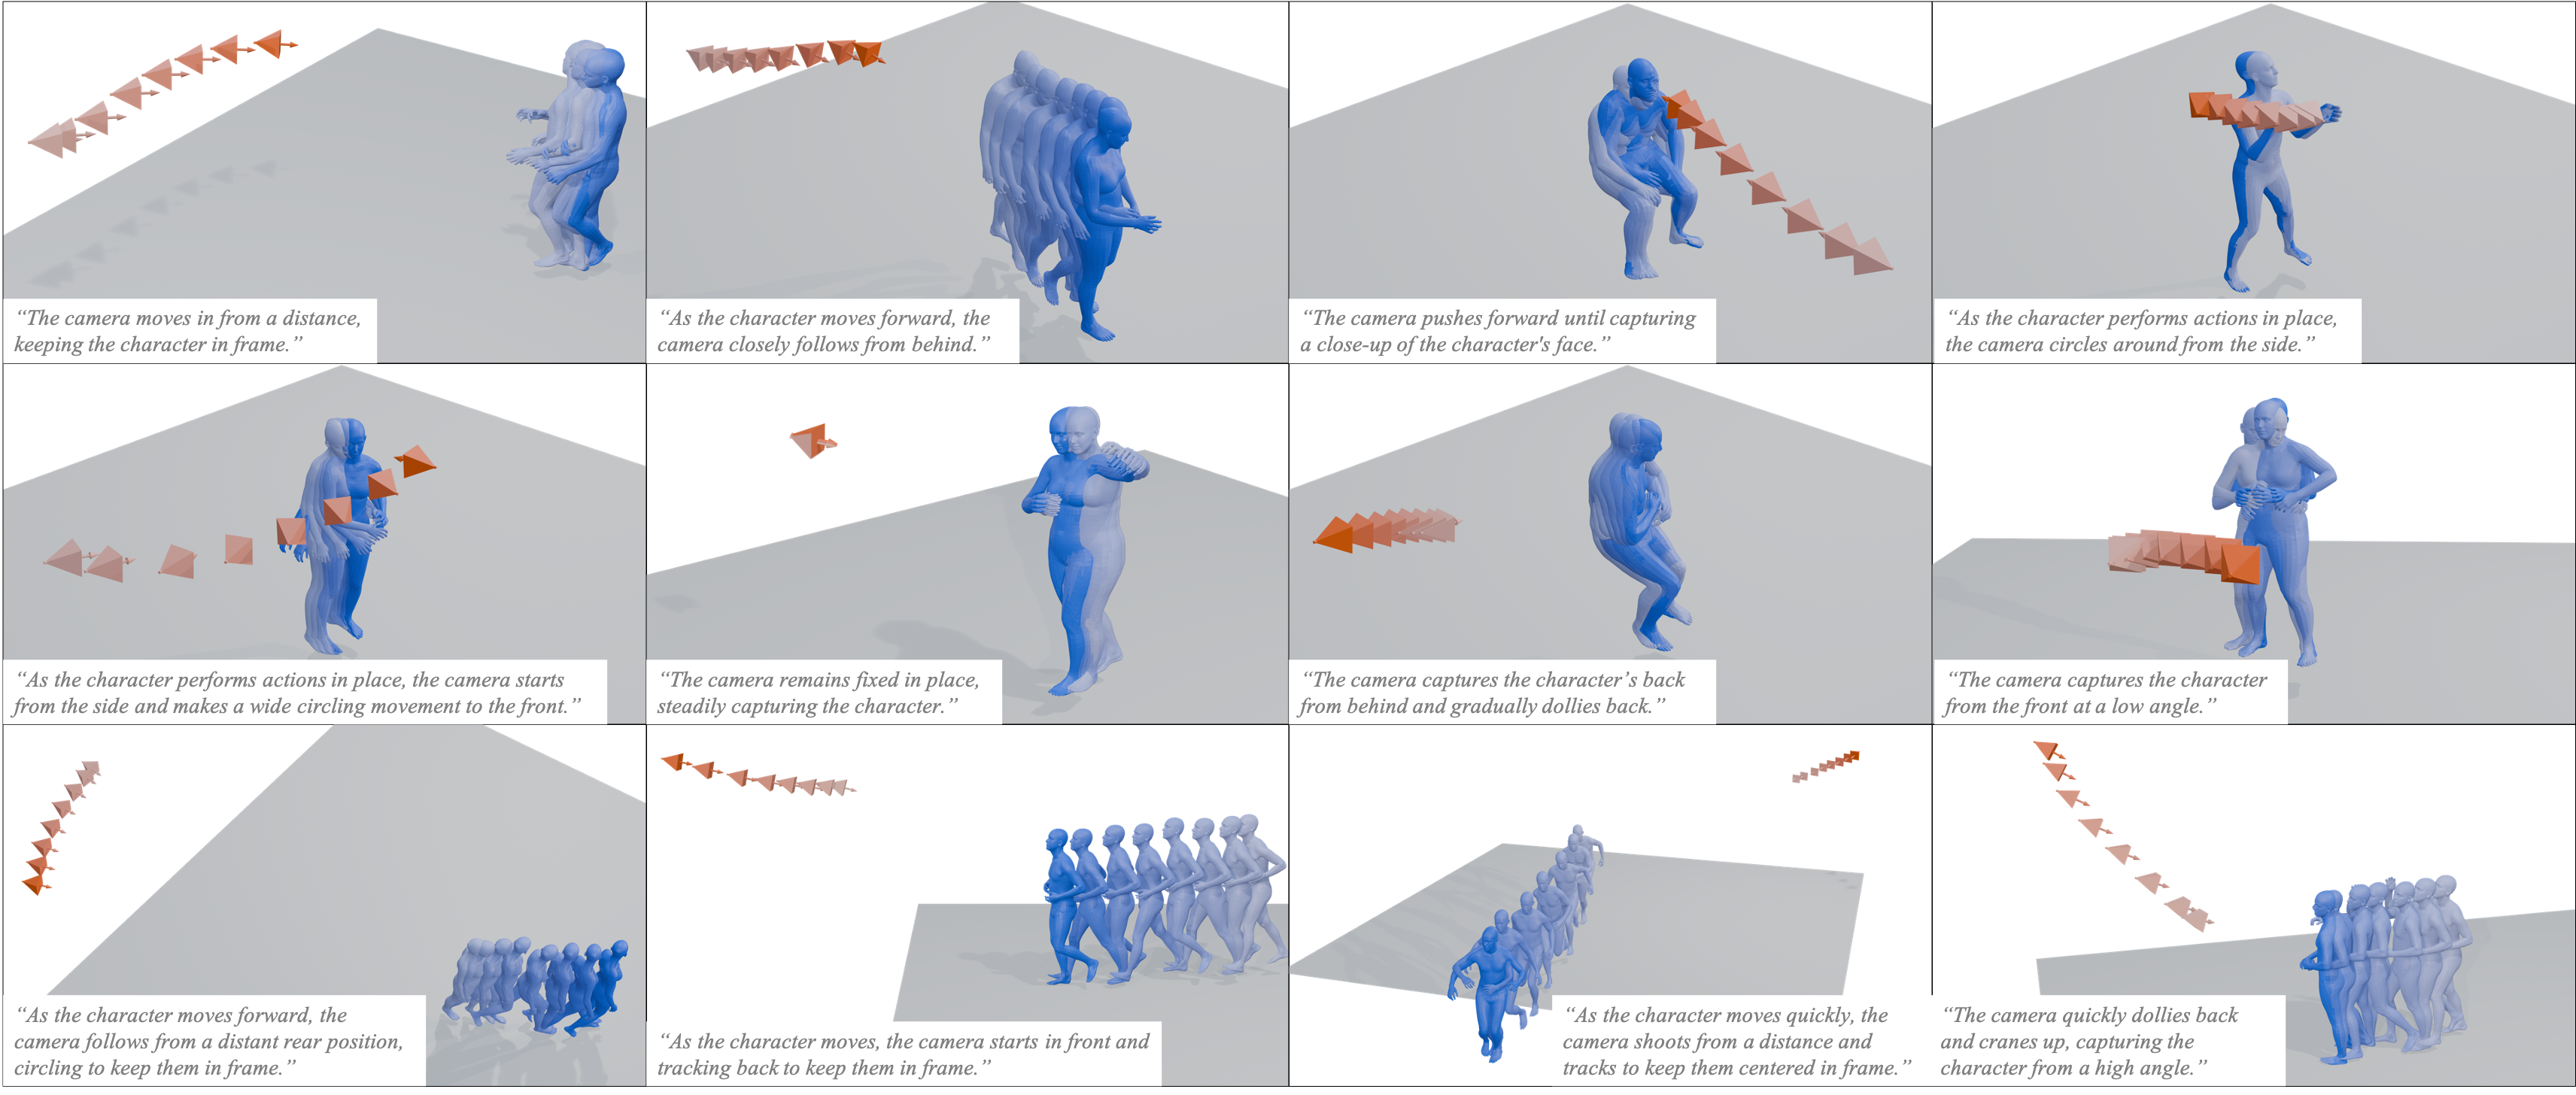 “The camera moves in from a distance,
keeping the character in frame.”
“As the character moves forward, the
camera closely follows from behind.”
“The camera pushes forward until capturing
a close-up of the character's face.”
“As the character performs actions in place,
the camera circles around from the side.”
“As the character performs actions in place, the camera starts
from the side and makes a wide circling movement to the front.”
“The camera remains fixed in place,
steadily capturing the character.”
“The camera captures the character’s back
from behind and gradually dollies back.”
“The camera captures the character
from the front at a low angle.”
“As the character moves forward, the
camera follows from a distant rear position,
circling to keep them in frame.”
“As the character moves, the camera starts in front and
tracking back to keep them in frame.”
“As the character moves quickly, the
camera shoots from a distance and
tracks to keep them centered in frame.”
“The camera quickly dollies back
and cranes up, capturing the
character from a high angle.”